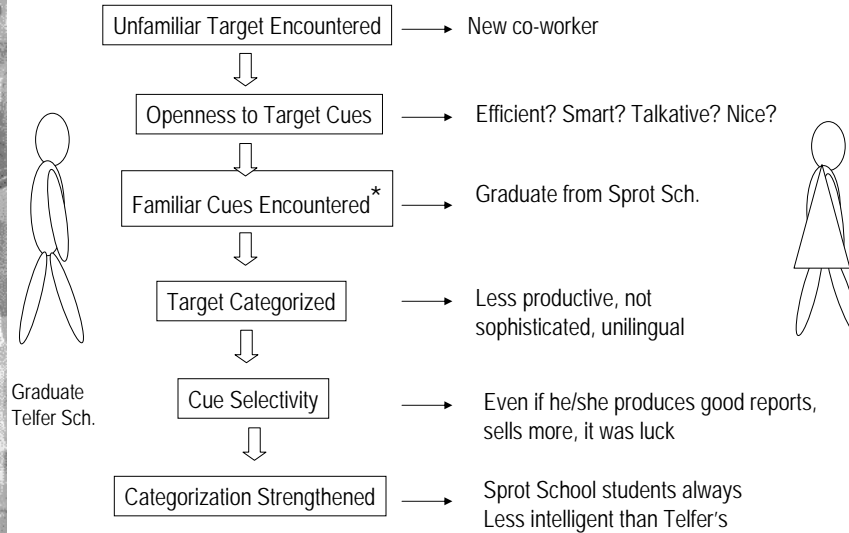 Unfamiliar Target Encountered
New co-worker
Openness to Target Cues
Efficient? Smart? Talkative? Nice?
Familiar Cues Encountered*
Graduate from Sprot Sch.
Target Categorized
Less productive, not
sophisticated, unilingual
Graduate
Telfer Sch.
Cue Selectivity
Even if he/she produces good reports,
sells more, it was luck
Categorization Strengthened
Sprot School students always
Less intelligent than Telfer's